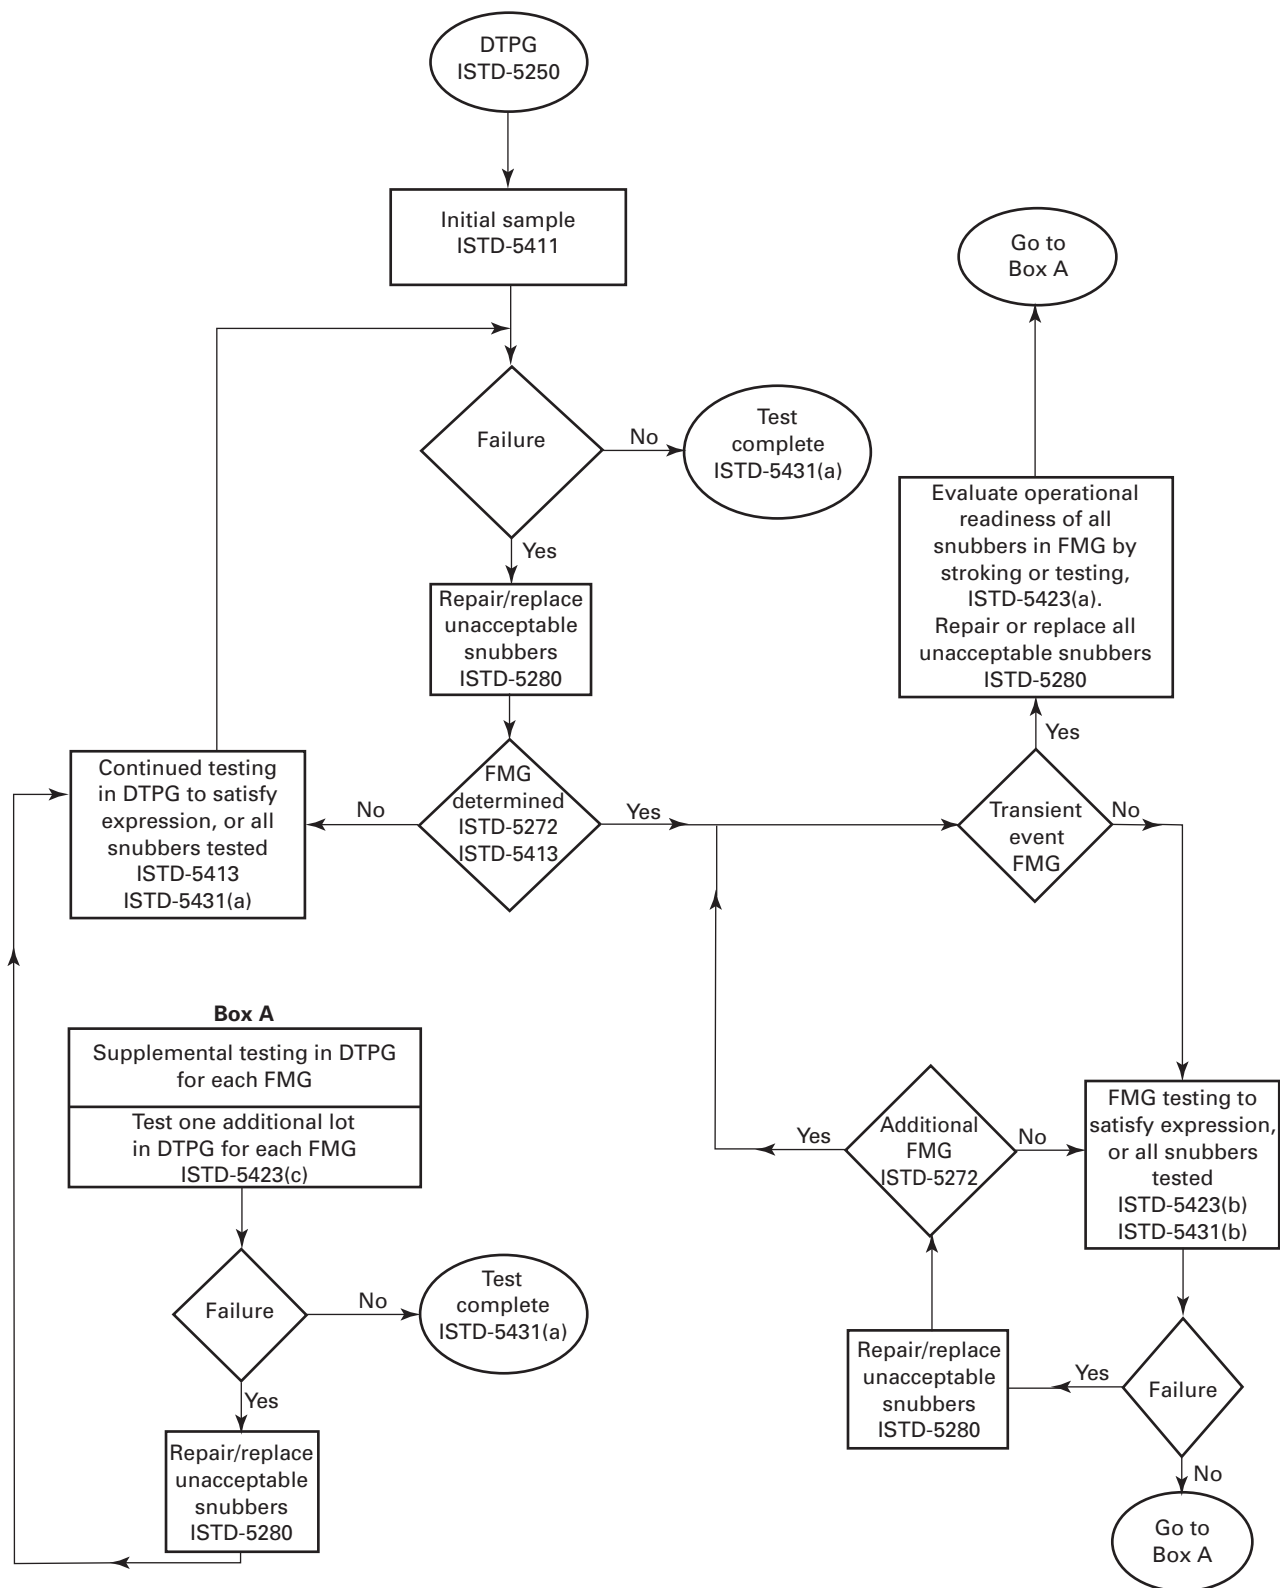 DTPG
ISTD-5250
Initial sample
ISTD-5411
Go to
Box A
Failure
No
Test
complete
ISTD-5431(a)
Yes
Repair/replace
unacceptable
snubbers
ISTD-5280
Evaluate operational
readiness of all
snubbers in FMG by
stroking or testing,
ISTD-5423(a).
Repair or replace all
unacceptable snubbers
ISTD-5280
Yes
Continued testing
in DTPG to satisfy
expression, or all
snubbers tested
ISTD-5413
ISTD-5431(a)
No
FMG
determined
ISTD-5272
ISTD-5413
Yes
Transient
event
FMG
No
Box A
Supplemental testing in DTPG
for each FMG
Test one additional lot
in DTPG for each FMG
ISTD-5423(c)
Failure
No
Test
complete
ISTD-5431(a)
Yes
Repair/replace
unacceptable
snubbers
ISTD-5280
Yes
Additional
FMG
ISTD-5272
No
FMG testing to
satisfy expression,
or all snubbers
tested
ISTD-5423(b)
ISTD-5431(b)
Repair/replace
unacceptable
snubbers
ISTD-5280
Yes
Failure
No
Go to
Box A